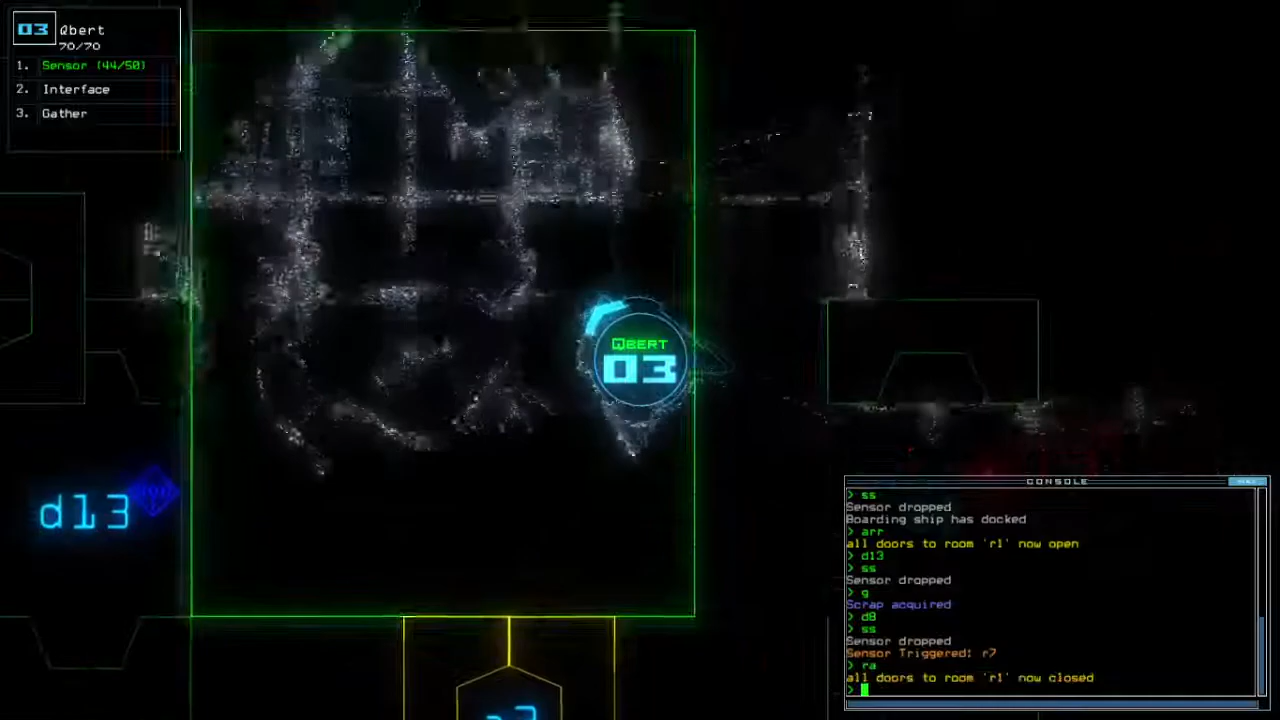 03 Qbert
70/70
1. Sensor (44/50)
2. Interface
3. Gather
QBERT
03
d13
CONSOLE
> ss
Sensor dropped
Boarding ship has docked
> arr
all doors to room 'r1' now open
> d13
> ss
Sensor dropped
> g
Scrap acquired
> d8
> ss
Sensor dropped
Sensor Triggered: r7
> ra
all doors to room 'r1' now closed
>